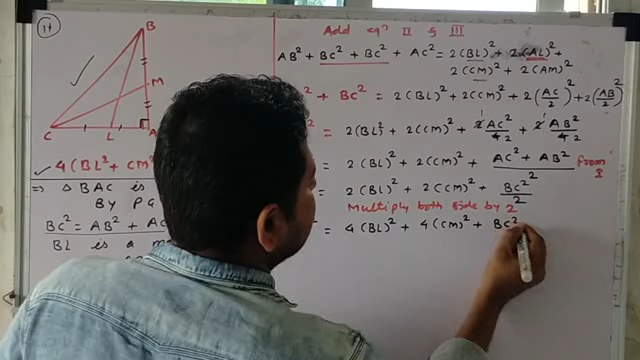 17
B
M
C
L
A
4(BL² + CM²
⇒ △ BAC is
BY PG
BC² = AB² + AC
BL is a m
Add eqⁿ II & III
AB² + BC² + BC² + AC² = 2(BL)² + 2(AL)² +
2(CM)² + 2(AM)²
² + BC² = 2(BL)² + 2(CM)² + 2(AC/2)² + 2(AB/2)²
² = 2(BL)² + 2(CM)² + 2AC²/4 2 + 2AB²/4 2
= 2(BL)² + 2(CM)² + AC² + AB²/2 from I
= 2(BL)² + 2(CM)² + BC²/2
Multiply both side by 2
= 4(BL)² + 4(CM)² + BC²